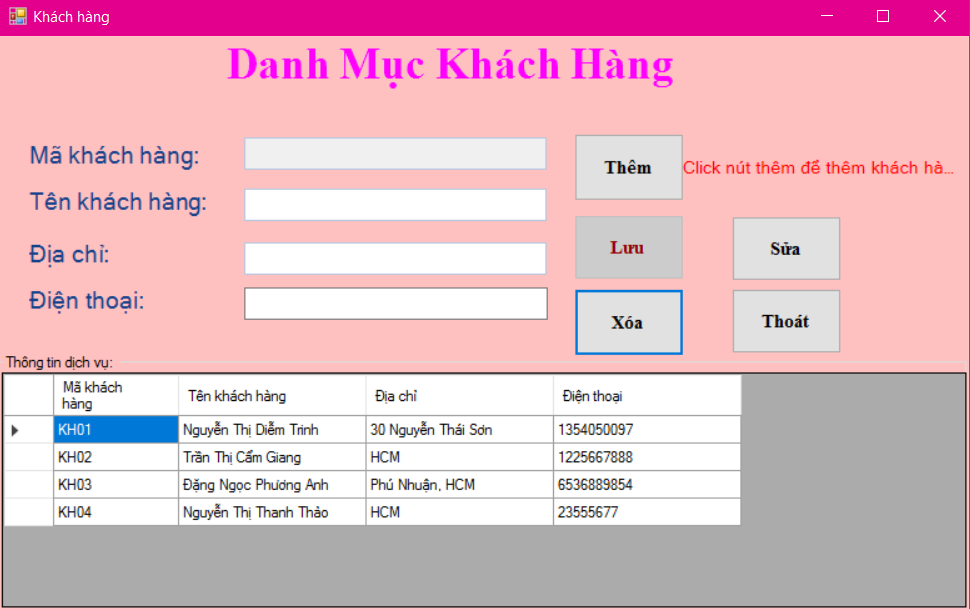 Khách hàng
Danh Mục Khách Hàng
Mã khách hàng:
Thêm
Click nút thêm để thêm khách hà...
Tên khách hàng:
Lưu
Sửa
Địa chỉ:
Điện thoại:
Xóa
Thoát
Thông tin dịch vụ:
Mã khách hàng Tên khách hàng Địa chỉ Điện thoại
KH01 Nguyễn Thị Diễm Trinh 30 Nguyễn Thái Sơn 1354050097
KH02 Trần Thị Cẩm Giang HCM 1225667888
KH03 Đặng Ngọc Phương Anh Phú Nhuận, HCM 6536889854
KH04 Nguyễn Thị Thanh Thảo HCM 23555677